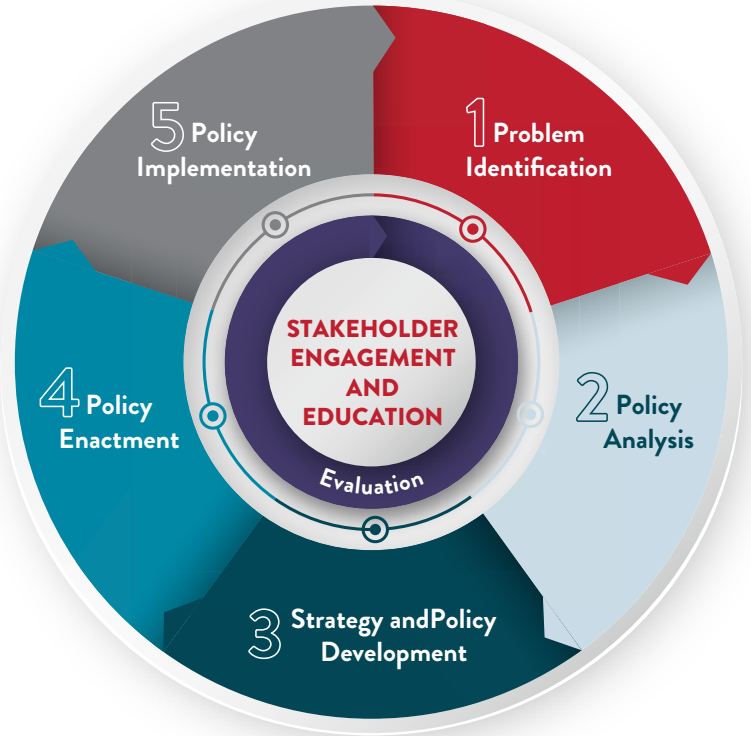 1 Problem
Identification
2 Policy
Analysis
3 Strategy andPolicy
Development
4 Policy
Enactment
5 Policy
Implementation
STAKEHOLDER
ENGAGEMENT
AND
EDUCATION
Evaluation